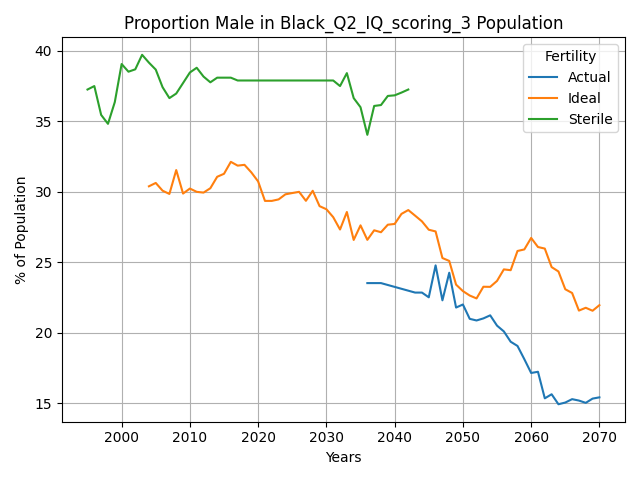 Proportion Male in Black_Q2_IQ_scoring_3 Population
% of Population
40
35
30
25
20
15
Fertility
Actual
Ideal
Sterile
2000 2010 2020 2030 2040 2050 2060 2070
Years